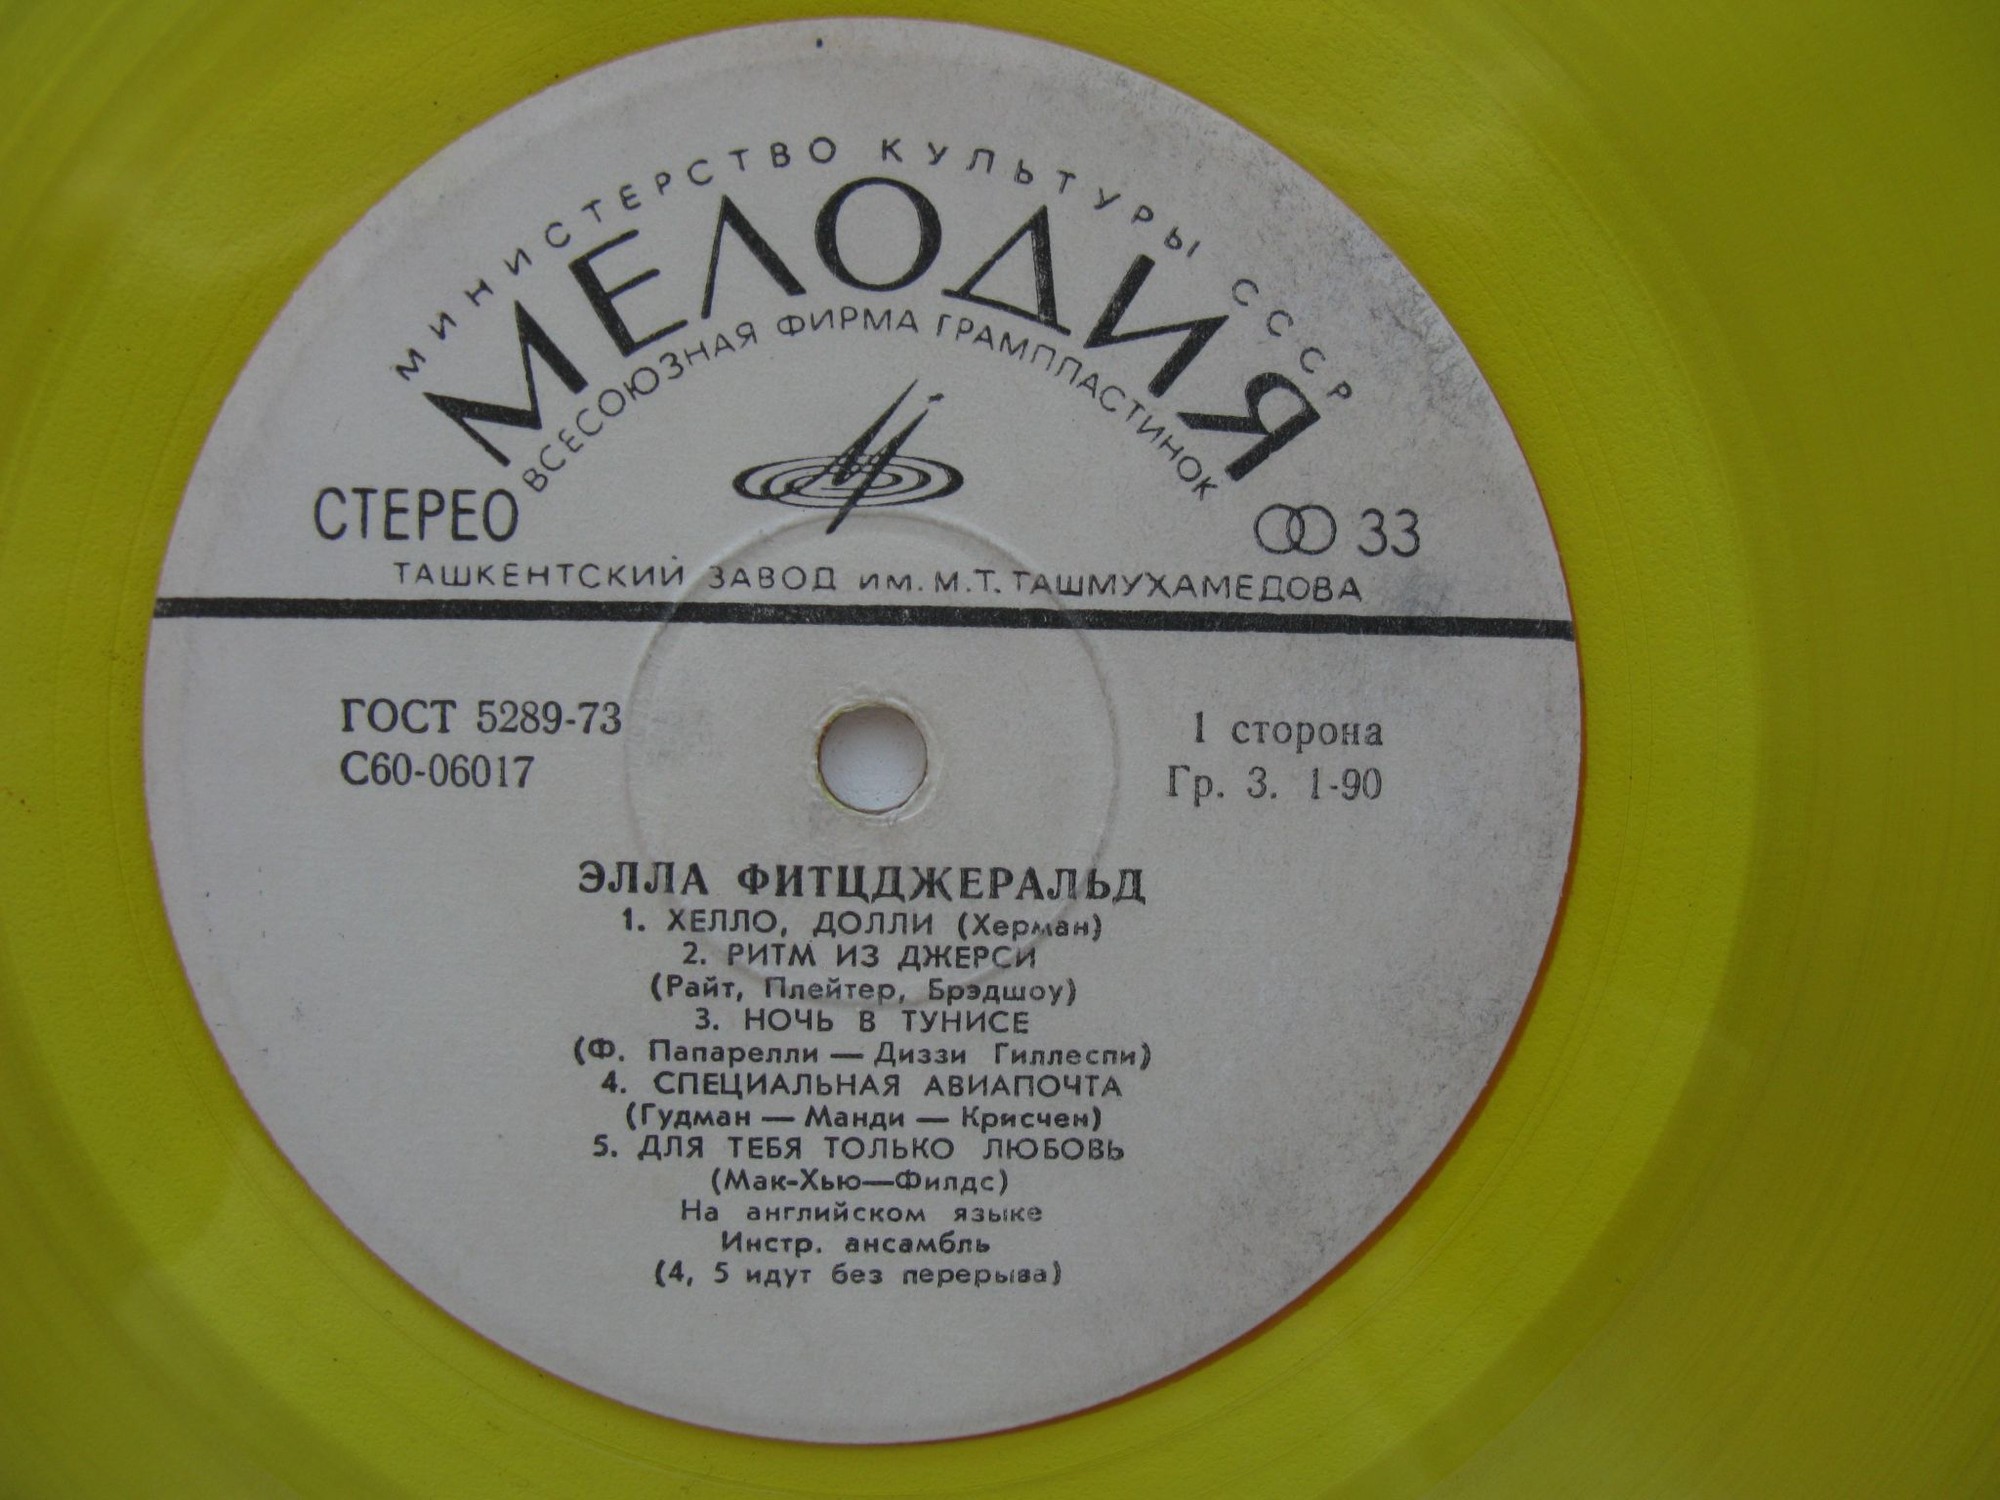 МИНИСТЕРСТВО КУЛЬТУРЫ СССР
МЕЛОДИЯ
ВСЕСОЮЗНАЯ ФИРМА ГРАМПЛАСТИНОК
СТЕРЕО
33
ТАШКЕНТСКИЙ ЗАВОД ИМ. М.Т. ТАШМУХАМЕДОВА
ГОСТ 5289-73
С60-06017
1 сторона
Гр. 3. 1-90
ЭЛЛА ФИТЦДЖЕРАЛЬД
1. ХЕЛЛО, ДОЛЛИ (Херман)
2. РИТМ ИЗ ДЖЕРСИ
(Райт, Плейтер, Брэдшоу)
3. НОЧЬ В ТУНИСЕ
(Ф. Папарелли — Диззи Гиллеспи)
4. СПЕЦИАЛЬНАЯ АВИАПОЧТА
(Гудман — Манди — Крисчен)
5. ДЛЯ ТЕБЯ ТОЛЬКО ЛЮБОВЬ
(Мак-Хью—Филдс)
На английском языке
Инстр. ансамбль
(4, 5 идут без перерыва)